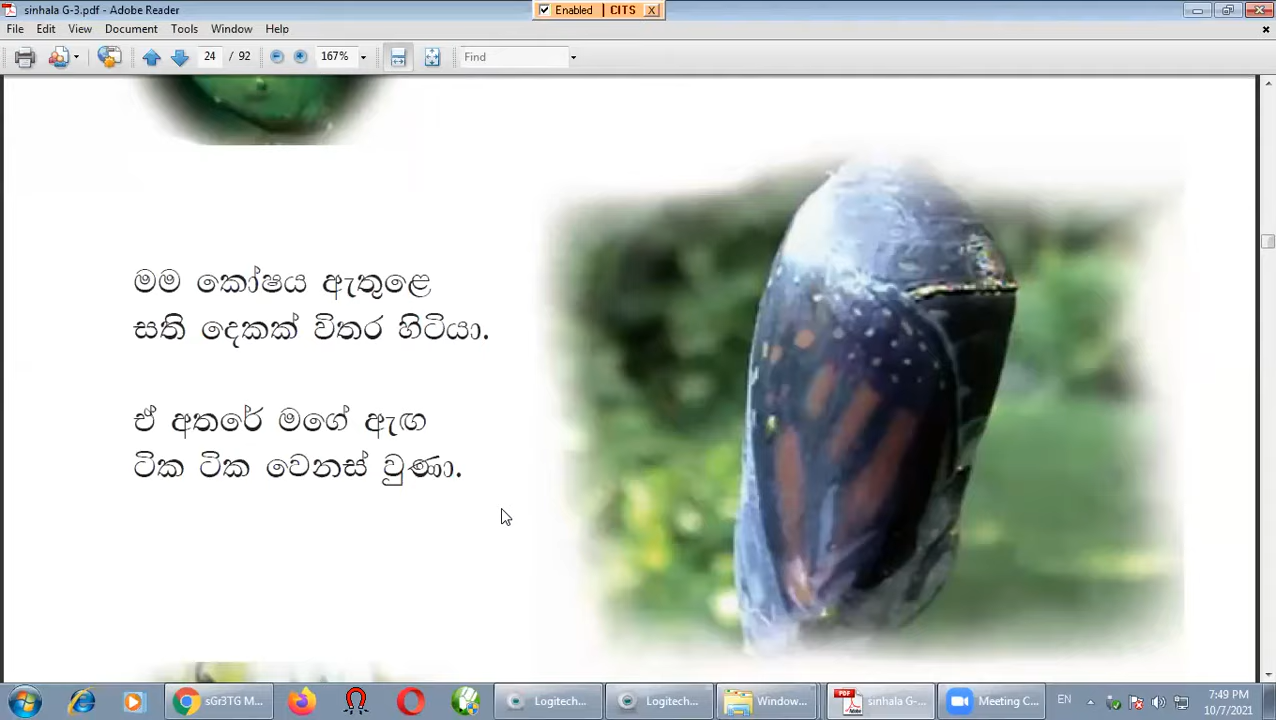 sinhala G-3.pdf - Adobe Reader
Enabled | CITS
File Edit View Document Tools Window Help
24 / 92 167% Find
මම කෝෂය ඇතුළෙ
සති දෙකක් විතර හිටියා.
ඒ අතරේ මගේ ඇඟ
ටික ටික වෙනස් වුණා.
sGr3TG M... Logitech... Logitech... Window... sinhala G-... Meeting C... EN 7:49 PM
10/7/2021